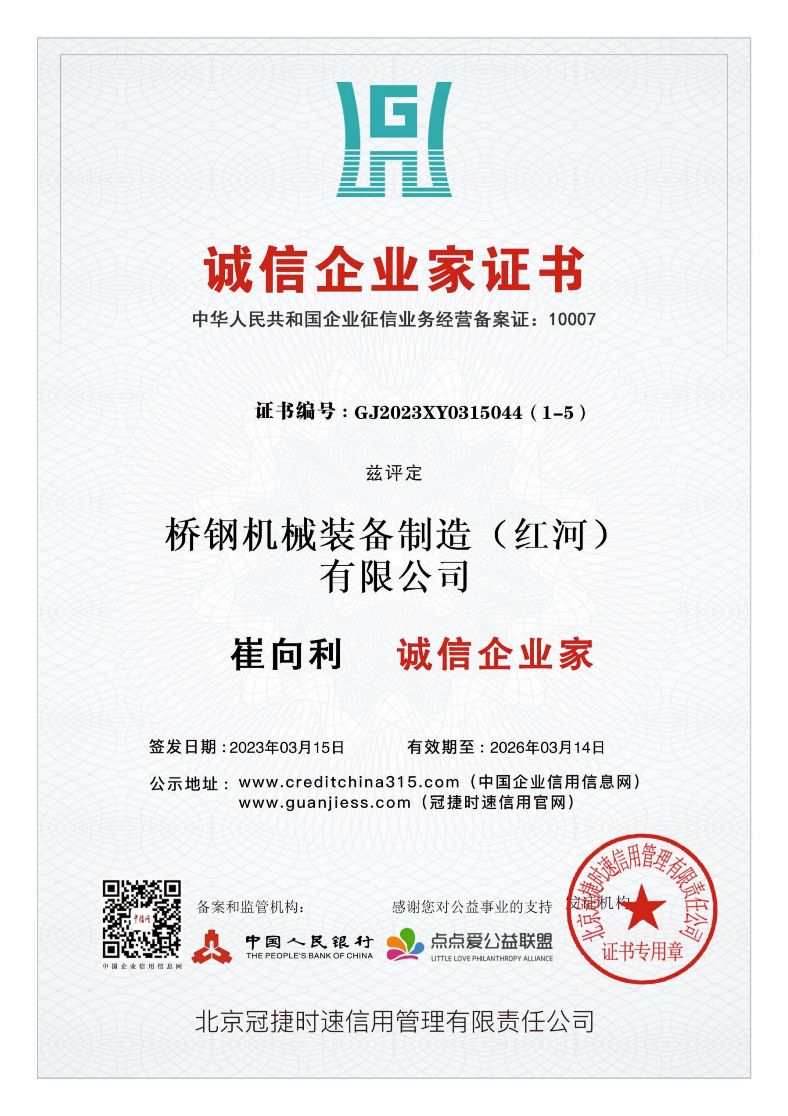 诚信企业家证书
中华人民共和国企业征信业务经营备案证：10007
证书编号：GJ2023XY0315044（1-5）
兹评定
桥钢机械装备制造（红河）
有限公司
崔向利 诚信企业家
签发日期：2023年03月15日 有效期至：2026年03月14日
公示地址：www.creditchina315.com（中国企业信用信息网）
www.guanjiess.com（冠捷时速信用官网）
备案和监管机构： 感谢您对公益事业的支持 发证机构
中国人民银行 点点爱公益联盟
THE PEOPLE'S BANK OF CHINA LITTLE LOVE PHILANTHROPY ALLIANCE
中国企业信用信息网
北京冠捷时速信用管理有限责任公司
证书专用章
北京冠捷时速信用管理有限责任公司